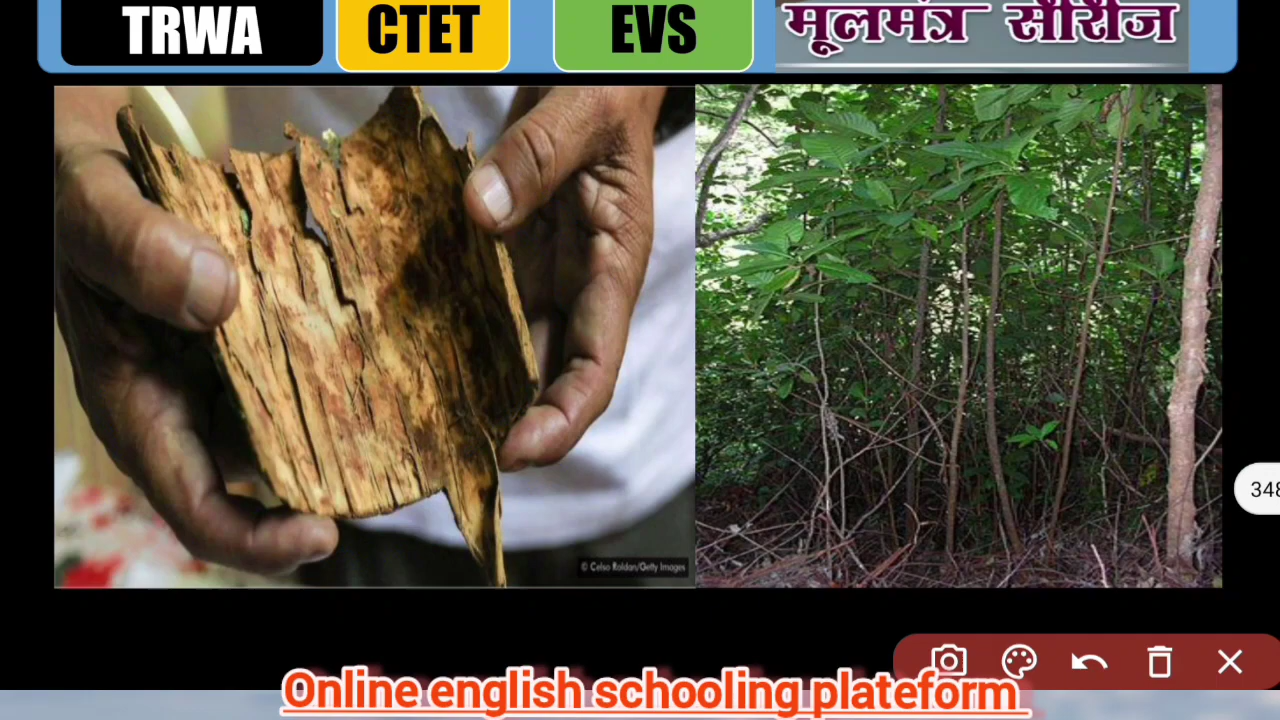 TRWA
CTET
EVS
मूलमंत्र सीरीज
© Celso Roldan/Getty Images
348
Online english schooling plateform